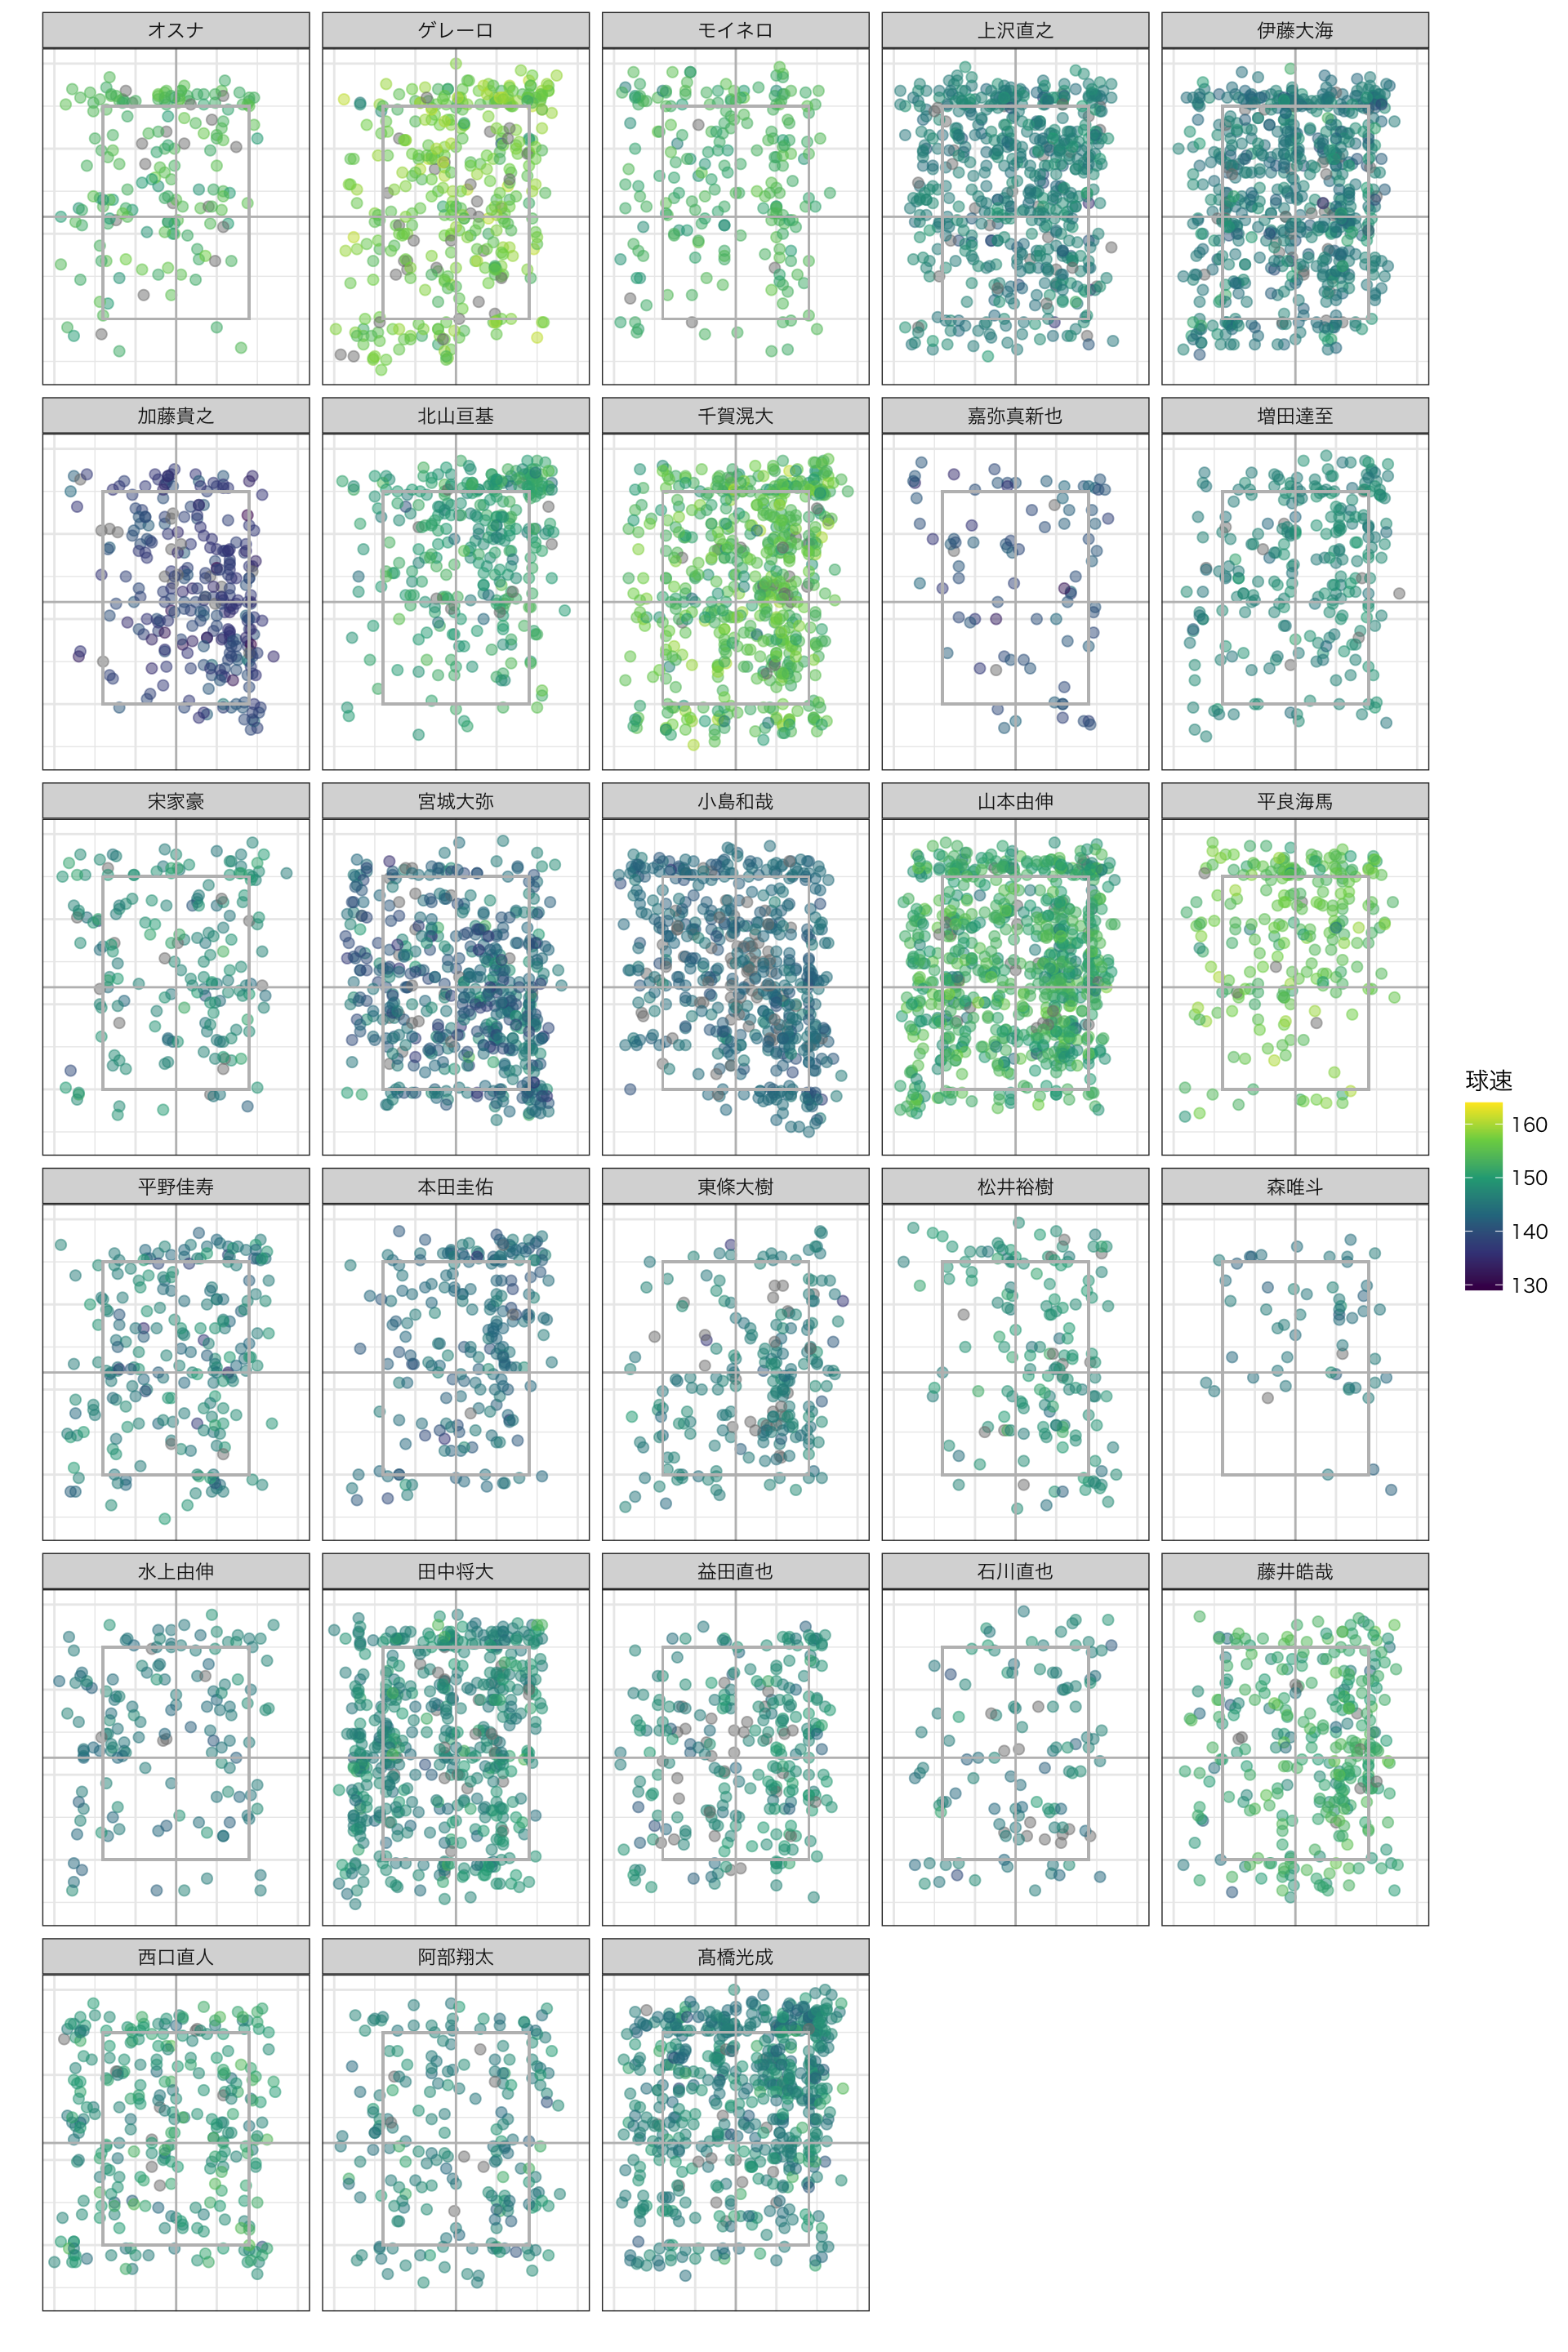 オスナ
ゲレーロ
モイネロ
上沢直之
伊藤大海
加藤貴之
北山亘基
千賀滉大
嘉弥真新也
増田達至
宋家豪
宮城大弥
小島和哉
山本由伸
平良海馬
平野佳寿
本田圭佑
東條大樹
松井裕樹
森唯斗
水上由伸
田中将大
益田直也
石川直也
藤井皓哉
西口直人
阿部翔太
髙橋光成
球速
160
150
140
130